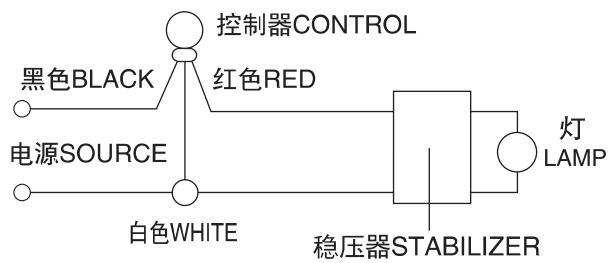 控制器CONTROL
黑色BLACK
红色RED
电源SOURCE
灯
LAMP
白色WHITE
稳压器STABILIZER